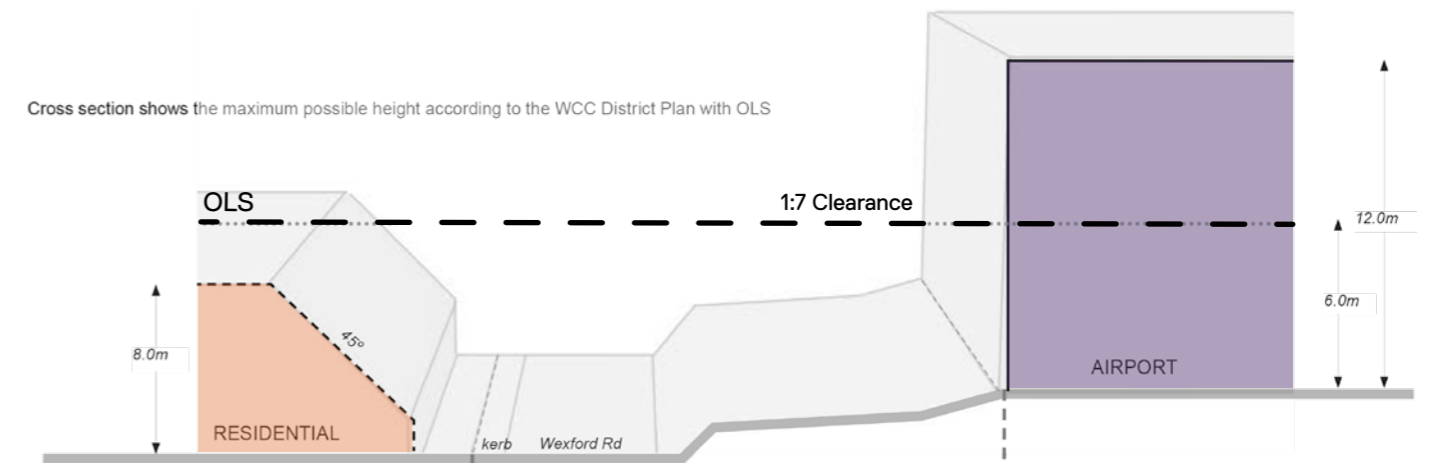 Cross section shows the maximum possible height according to the WCC District Plan with OLS
OLS
1:7 Clearance
12.0m
6.0m
45°
8.0m
AIRPORT
RESIDENTIAL
kerb
Wexford Rd